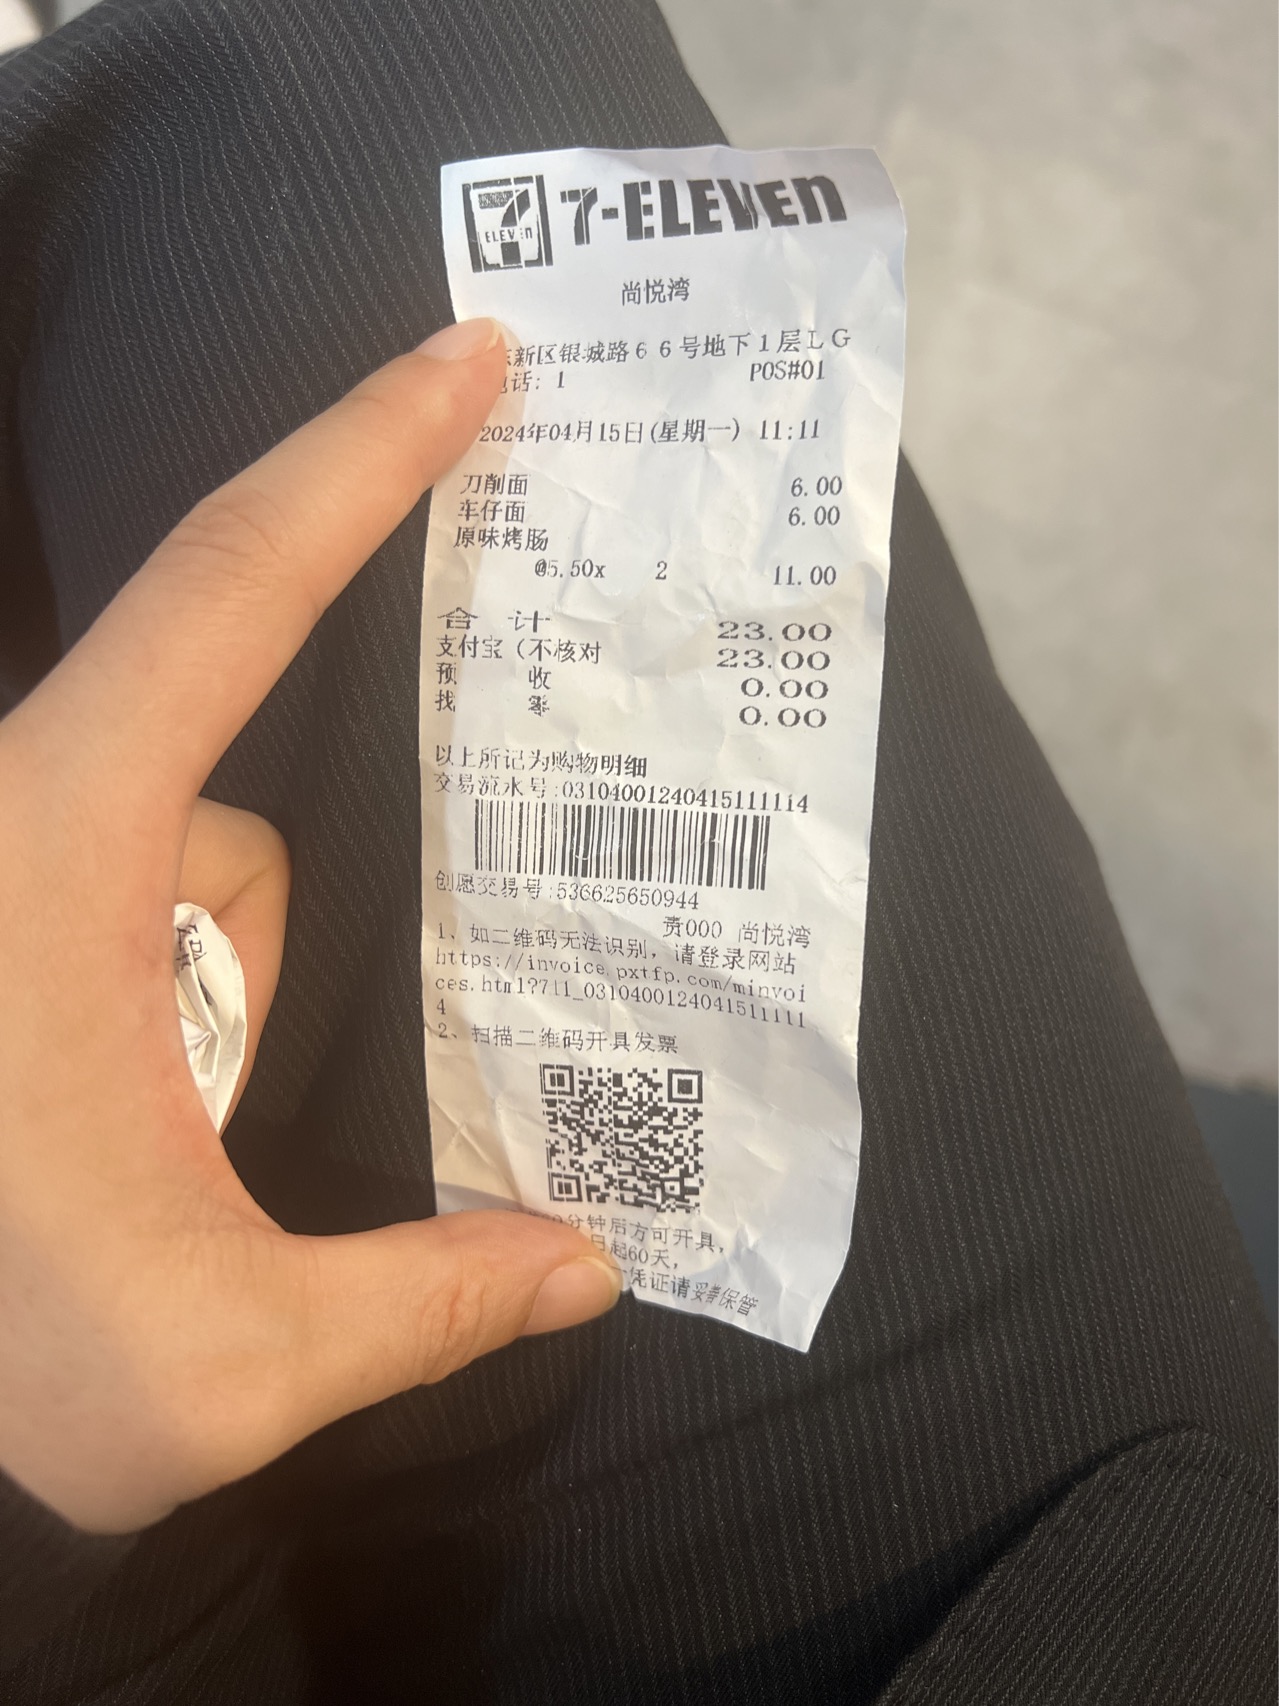 7 ELEVEn
7-ELEVEn
尚悦湾
东新区银城路66号地下1层LG
电话: 1 POS#01
2024年04月15日(星期一) 11:11
刀削面 6.00
车仔面 6.00
原味烤肠
@5.50x 2 11.00
合 计 23.00
支付宝(不核对 23.00
预 收 0.00
找 零 0.00
以上所记为购物明细
交易流水号:03104001240415111114
创愿交易号:536625650944
责000 尚悦湾
1、如二维码无法识别，请登录网站
https://invoice.pxtfp.com/minvoi
ces.html?711_0310400124041511111
4
2、扫描二维码开具发票
分钟后方可开具，
日起60天，
凭证请妥善保管